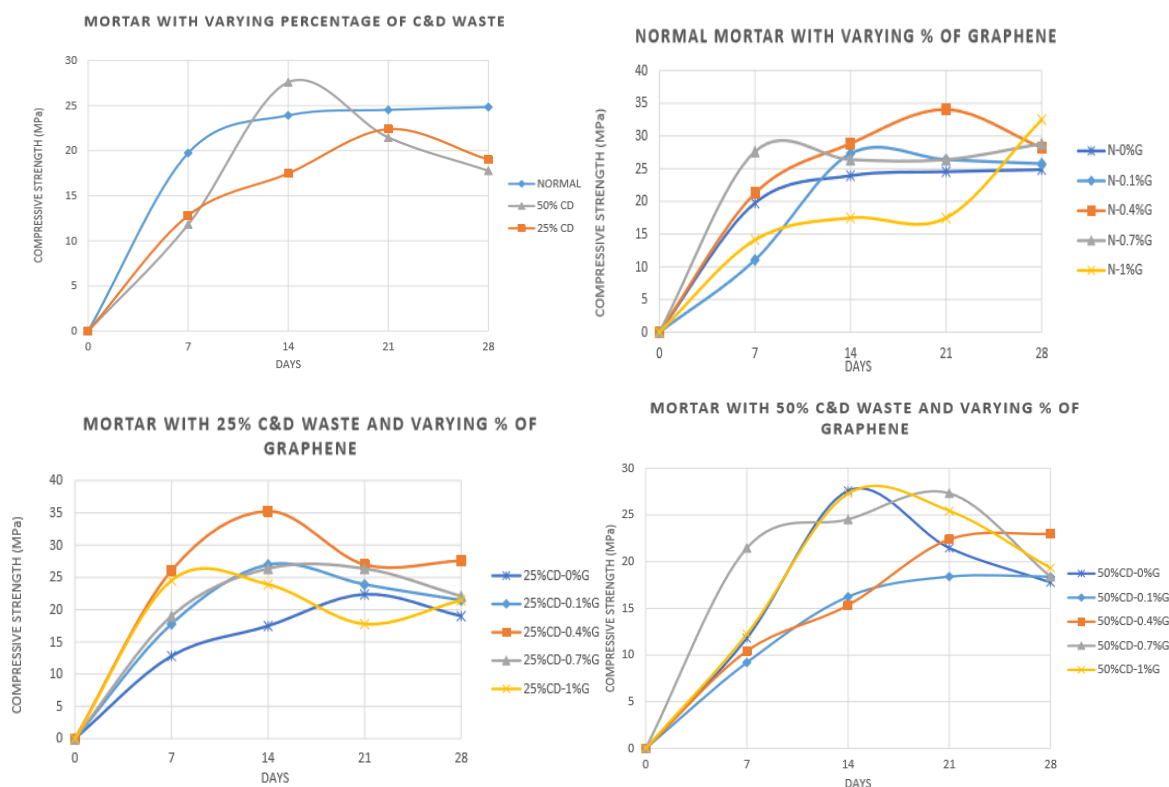 MORTAR WITH VARYING PERCENTAGE OF C&D WASTE
COMPRESSIVE STRENGTH (MPa)
30
25
20
15
10
5
0
0 7 14 21 28
DAYS
NORMAL
50% CD
25% CD
NORMAL MORTAR WITH VARYING % OF GRAPHENE
COMPRESSIVE STRENGTH (MPa)
40
35
30
25
20
15
10
5
0
0 7 14 21 28
DAYS
N-0%G
N-0.1%G
N-0.4%G
N-0.7%G
N-1%G
MORTAR WITH 25% C&D WASTE AND VARYING % OF
GRAPHENE
COMPRESSIVE STRENGTH (MPa)
40
35
30
25
20
15
10
5
0
0 7 14 21 28
DAYS
25%CD-0%G
25%CD-0.1%G
25%CD-0.4%G
25%CD-0.7%G
25%CD-1%G
MORTAR WITH 50% C&D WASTE AND VARYING % OF
GRAPHENE
COMPRESSIVE STRENGTH (MPa)
30
25
20
15
10
5
0
0 7 14 21 28
DAYS
50%CD-0%G
50%CD-0.1%G
50%CD-0.4%G
50%CD-0.7%G
50%CD-1%G